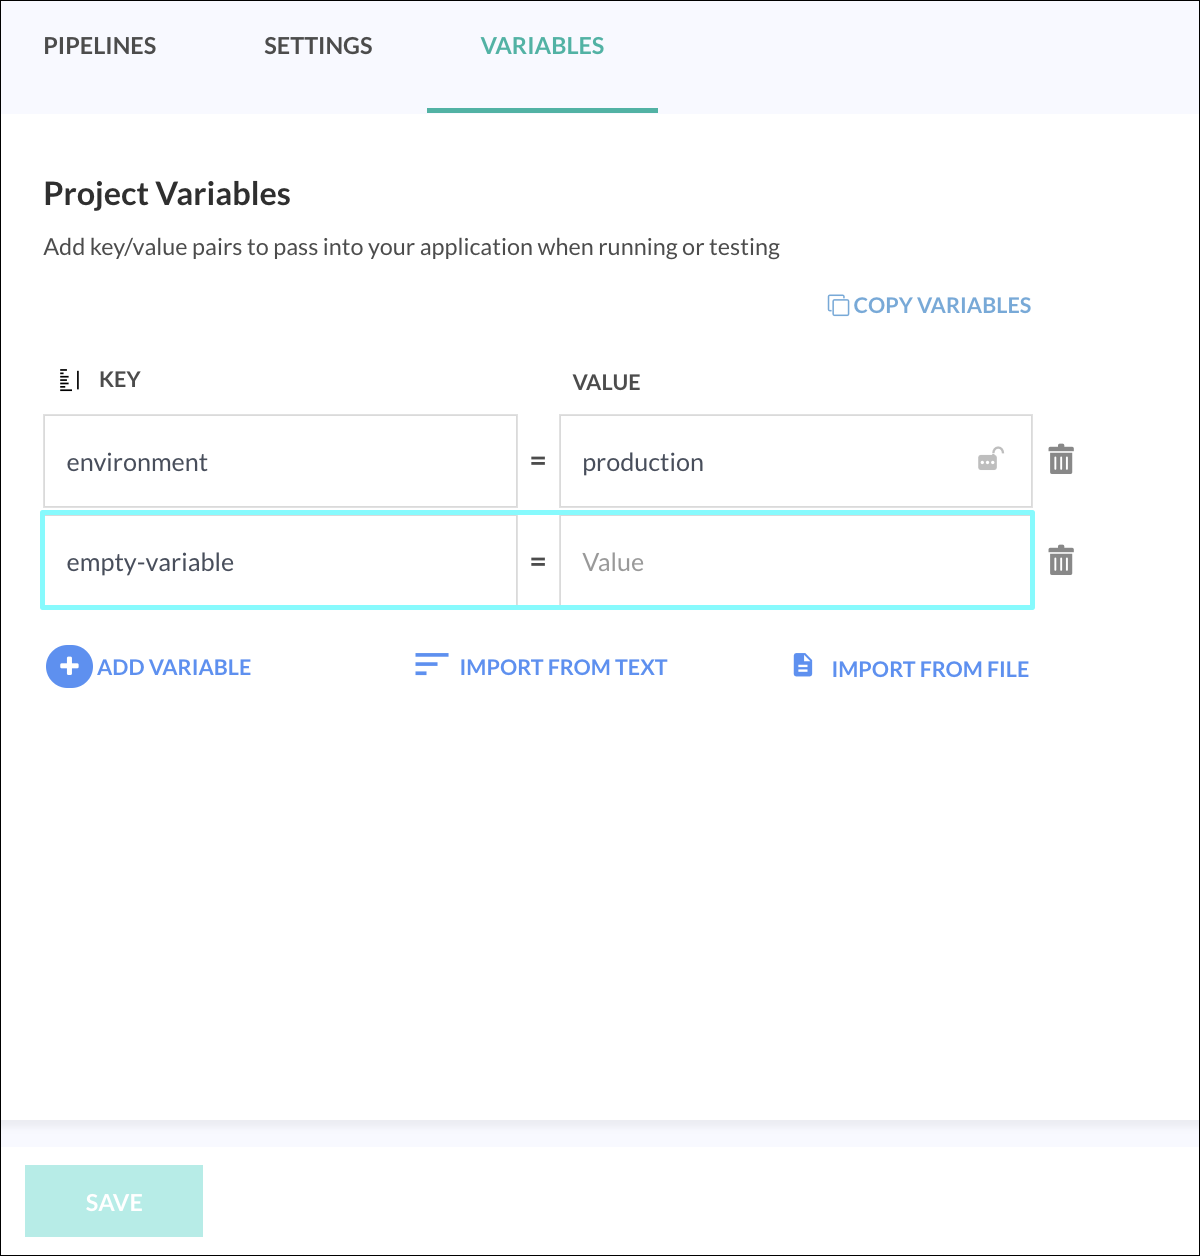 PIPELINES SETTINGS VARIABLES
Project Variables
Add key/value pairs to pass into your application when running or testing
COPY VARIABLES
KEY VALUE
environment = production
empty-variable = Value
ADD VARIABLE IMPORT FROM TEXT IMPORT FROM FILE
SAVE